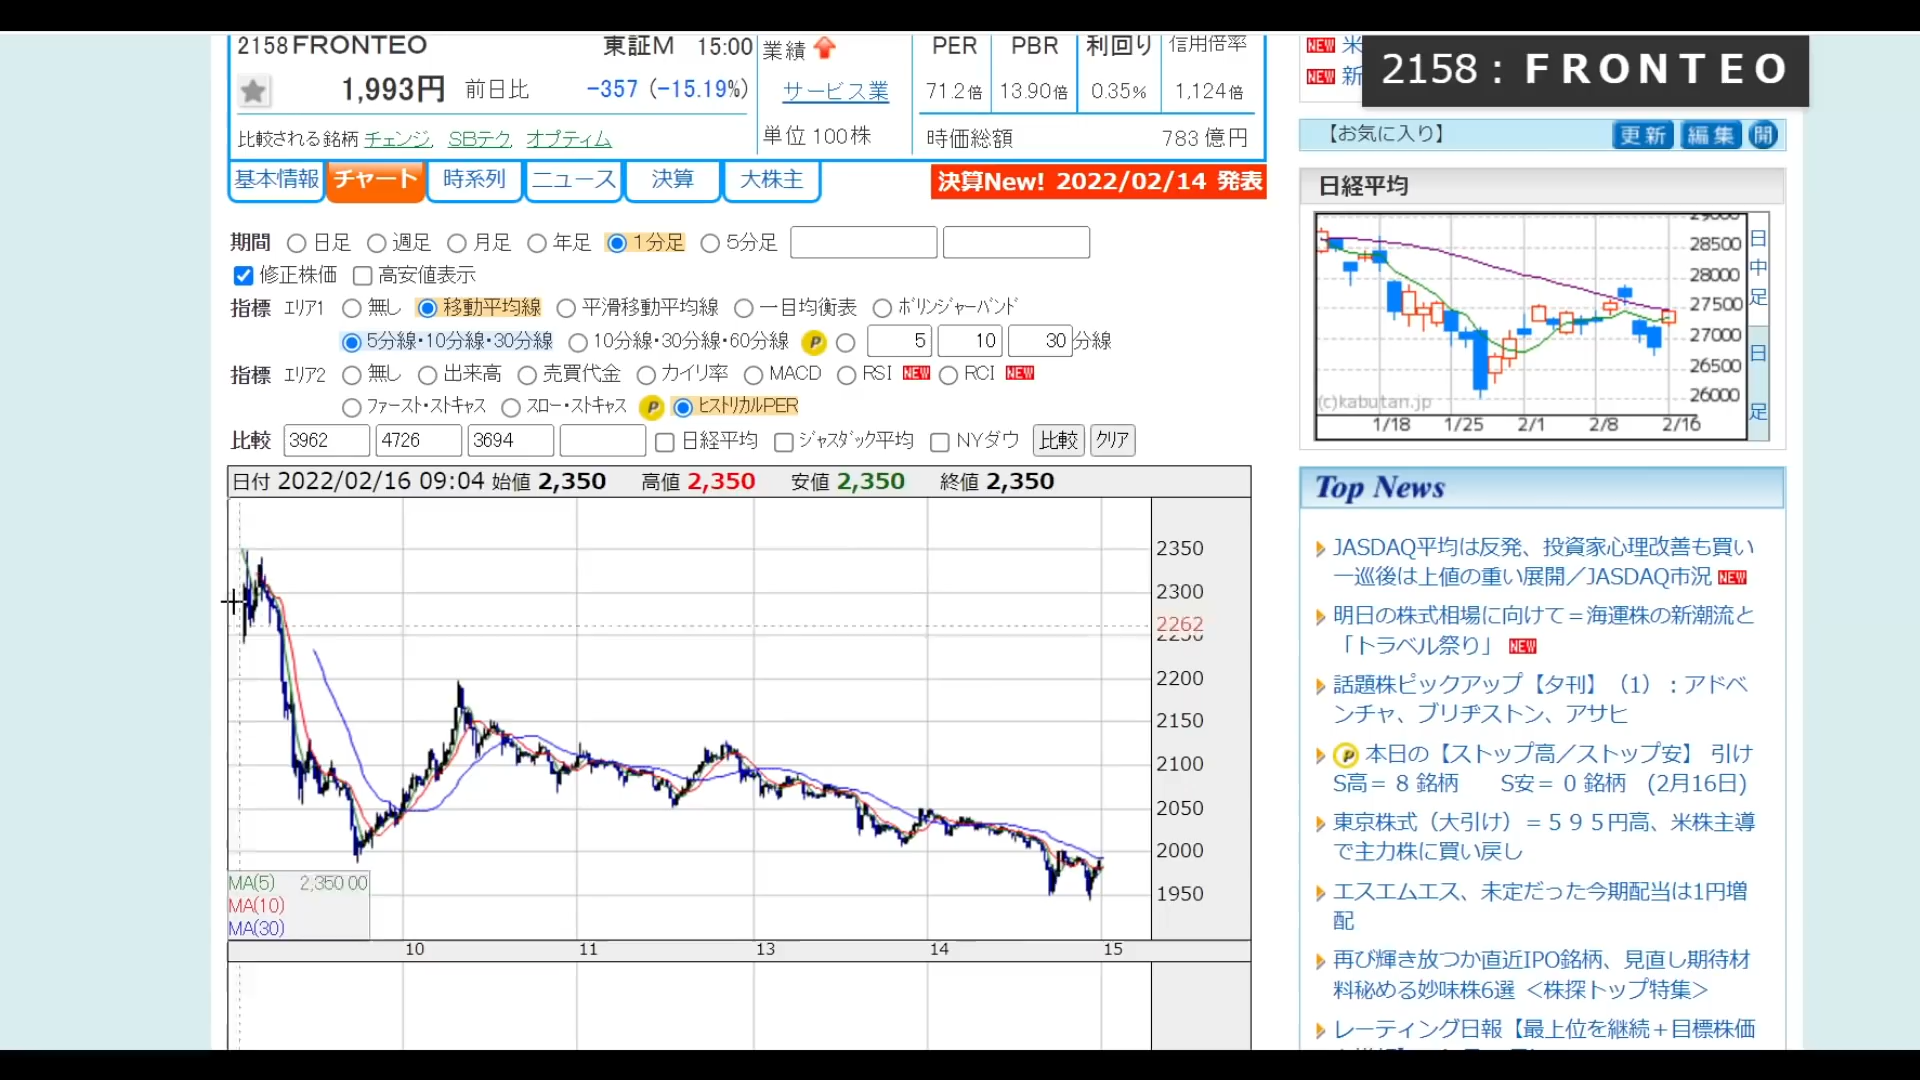 2158 FRONTEO 東証M 15:00
1,993円 前日比 -357 (-15.19%)
比較される銘柄 チェンジ, SBテク, オプティム
業績
サービス業
単位 100株
PER PBR 利回り 信用倍率
71.2倍 13.90倍 0.35% 1,124倍
時価総額 783億円
2158 : FRONTEO
NEW 米
NEW 新
基本情報 チャート 時系列 ニュース 決算 大株主
決算New! 2022/02/14 発表
期間 日足 週足 月足 年足 1分足 5分足
修正株価 高安値表示
指標 エリア1 無し 移動平均線 平滑移動平均線 一目均衡表 ボリンジャーバンド
5分線・10分線・30分線 10分線・30分線・60分線 P 5 10 30 分線
指標 エリア2 無し 出来高 売買代金 カイリ率 MACD RSI NEW RCI NEW
ファースト・ストキャス スロー・ストキャス P ヒストリカルPER
比較 3962 4726 3694 日経平均 ジャスダック平均 NYダウ 比較 クリア
日付 2022/02/16 09:04 始値 2,350 高値 2,350 安値 2,350 終値 2,350
2350
2300
2262
2250
2200
2150
2100
2050
2000
1950
MA(5) 2,350.00
MA(10)
MA(30)
10 11 13 14 15
【お気に入り】 更新 編集 開
日経平均
29000
28500
28000
27500
27000
26500
26000
(c)kabutan.jp
1/18 1/25 2/1 2/8 2/16
日中足
日足
Top News
JASDAQ平均は反発、投資家心理改善も買い
一巡後は上値の重い展開／JASDAQ市況 NEW
明日の株式相場に向けて＝海運株の新潮流と
「トラベル祭り」 NEW
話題株ピックアップ【夕刊】（1）：アドベ
ンチャ、ブリヂストン、アサヒ
P 本日の【ストップ高／ストップ安】 引け
S高＝ 8 銘柄 S安＝ 0 銘柄 (2月16日)
東京株式（大引け）＝５９５円高、米株主導
で主力株に買い戻し
エスエムエス、未定だった今期配当は1円増
配
再び輝き放つか直近IPO銘柄、見直し期待材
料秘める妙味株6選 ＜株探トップ特集＞
レーティング日報【最上位を継続＋目標株価